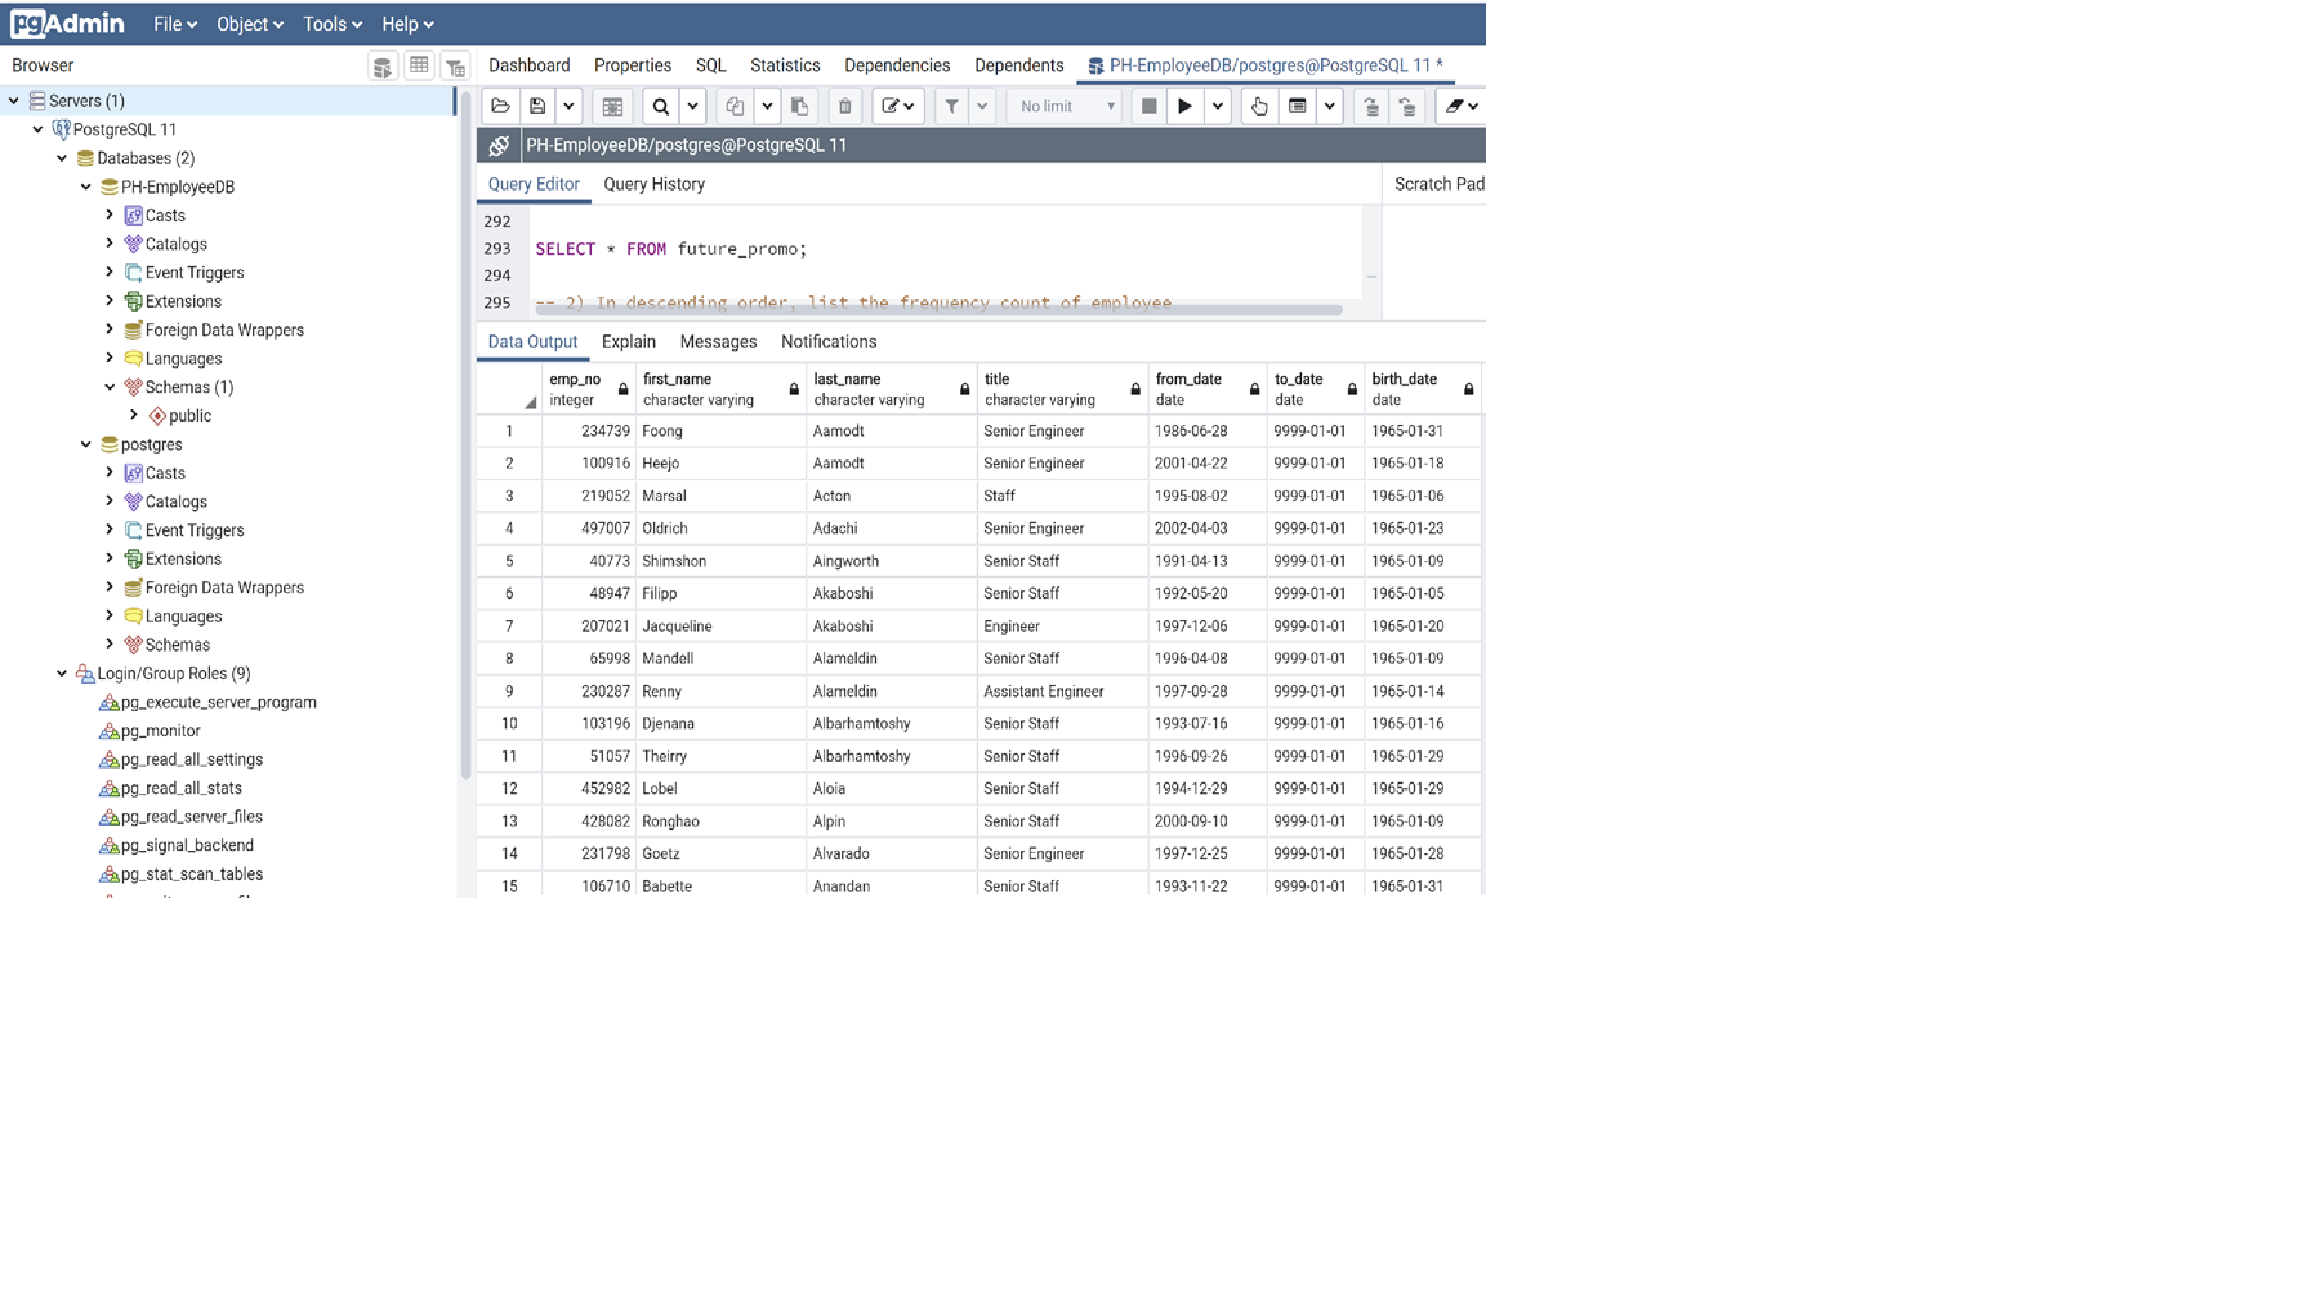 pgAdmin File Object Tools Help
Browser
Dashboard Properties SQL Statistics Dependencies Dependents PH-EmployeeDB/postgres@PostgreSQL 11 *
Servers (1)
PostgreSQL 11
Databases (2)
PH-EmployeeDB
Casts
Catalogs
Event Triggers
Extensions
Foreign Data Wrappers
Languages
Schemas (1)
public
postgres
Casts
Catalogs
Event Triggers
Extensions
Foreign Data Wrappers
Languages
Schemas
Login/Group Roles (9)
pg_execute_server_program
pg_monitor
pg_read_all_settings
pg_read_all_stats
pg_read_server_files
pg_signal_backend
pg_stat_scan_tables
No limit
PH-EmployeeDB/postgres@PostgreSQL 11
Query Editor Query History
Scratch Pad
292
293 SELECT * FROM future_promo;
294
295 -- 2) In descending order, list the frequency count of employee
Data Output Explain Messages Notifications
emp_no first_name last_name title from_date to_date birth_date
integer character varying character varying character varying date date date
1 234739 Foong Aamodt Senior Engineer 1986-06-28 9999-01-01 1965-01-31
2 100916 Heejo Aamodt Senior Engineer 2001-04-22 9999-01-01 1965-01-18
3 219052 Marsal Acton Staff 1995-08-02 9999-01-01 1965-01-06
4 497007 Oldrich Adachi Senior Engineer 2002-04-03 9999-01-01 1965-01-23
5 40773 Shimshon Aingworth Senior Staff 1991-04-13 9999-01-01 1965-01-09
6 48947 Filipp Akaboshi Senior Staff 1992-05-20 9999-01-01 1965-01-05
7 207021 Jacqueline Akaboshi Engineer 1997-12-06 9999-01-01 1965-01-20
8 65998 Mandell Alameldin Senior Staff 1996-04-08 9999-01-01 1965-01-09
9 230287 Renny Alameldin Assistant Engineer 1997-09-28 9999-01-01 1965-01-14
10 103196 Djenana Albarhamtoshy Senior Staff 1993-07-16 9999-01-01 1965-01-16
11 51057 Theirry Albarhamtoshy Senior Staff 1996-09-26 9999-01-01 1965-01-29
12 452982 Lobel Aloia Senior Staff 1994-12-29 9999-01-01 1965-01-29
13 428082 Ronghao Alpin Senior Staff 2000-09-10 9999-01-01 1965-01-09
14 231798 Goetz Alvarado Senior Engineer 1997-12-25 9999-01-01 1965-01-28
15 106710 Babette Anandan Senior Staff 1993-11-22 9999-01-01 1965-01-31